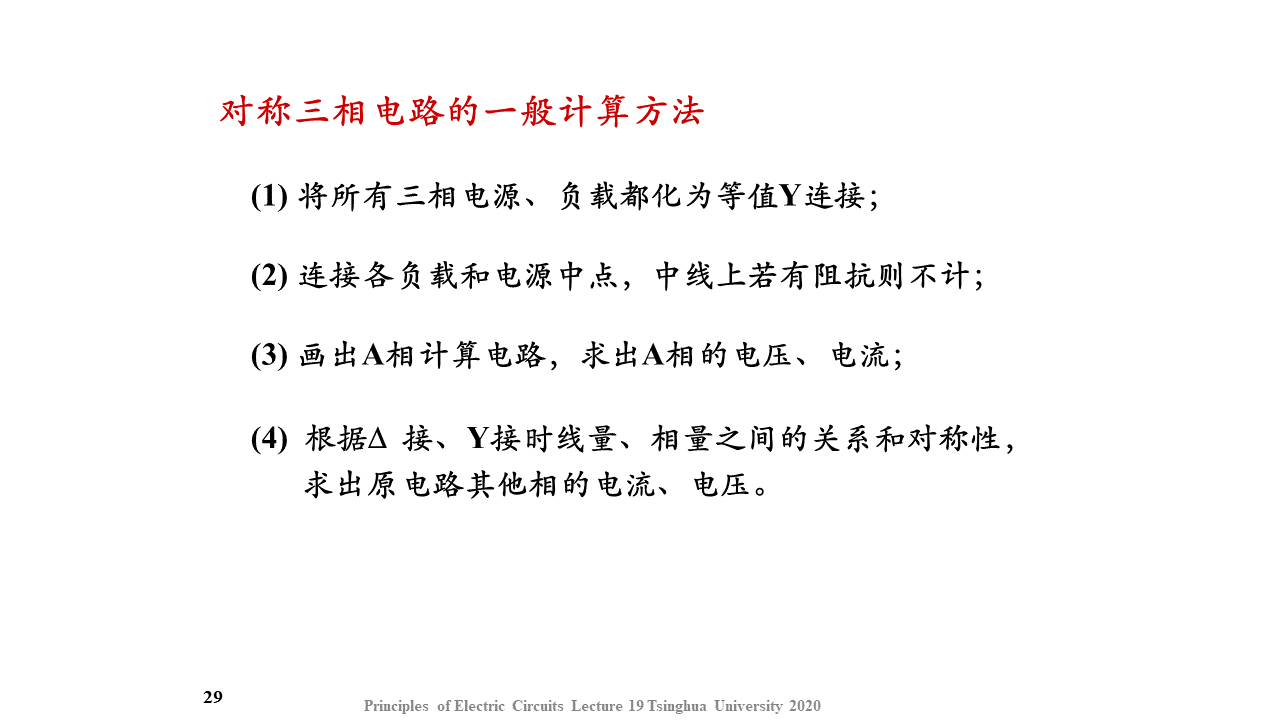 对称三相电路的一般计算方法
(1) 将所有三相电源、负载都化为等值Y连接；
(2) 连接各负载和电源中点，中线上若有阻抗则不计；
(3) 画出A相计算电路，求出A相的电压、电流；
(4) 根据Δ 接、Y接时线量、相量之间的关系和对称性，
求出原电路其他相的电流、电压。
29
Principles of Electric Circuits Lecture 19 Tsinghua University 2020